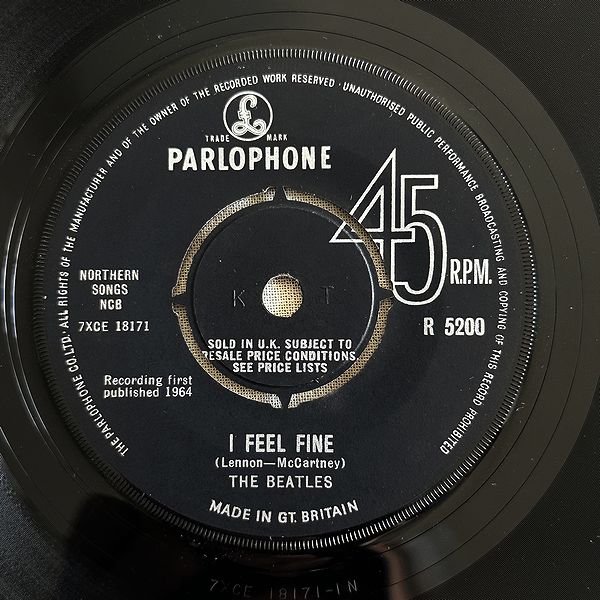 THE PARLOPHONE CO.LTD. ALL RIGHTS OF THE MANUFACTURER AND OF THE OWNER OF THE RECORDED WORK RESERVED · UNAUTHORISED PUBLIC PERFORMANCE BROADCASTING AND COPYING OF THIS RECORD PROHIBITED
£
TRADE MARK
PARLOPHONE
45 R.P.M.
NORTHERN
SONGS
NCB
7XCE 18171
R 5200
K T
SOLD IN U.K. SUBJECT TO
RESALE PRICE CONDITIONS,
SEE PRICE LISTS
Recording first
published 1964
I FEEL FINE
(Lennon—McCartney)
THE BEATLES
MADE IN GT. BRITAIN
7XCE 18171-1N